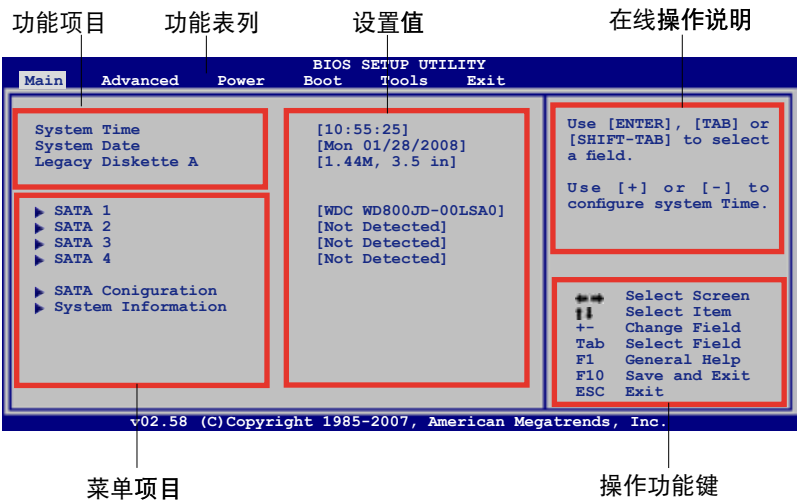 功能项目 功能表列 设置值 在线操作说明
BIOS SETUP UTILITY
Main Advanced Power Boot Tools Exit
System Time [10:55:25]
System Date [Mon 01/28/2008]
Legacy Diskette A [1.44M, 3.5 in]
SATA 1 [WDC WD800JD-00LSA0]
SATA 2 [Not Detected]
SATA 3 [Not Detected]
SATA 4 [Not Detected]
SATA Coniguration
System Information
Use [ENTER], [TAB] or
[SHIFT-TAB] to select
a field.
Use [+] or [-] to
configure system Time.
←→ Select Screen
↑↓ Select Item
+- Change Field
Tab Select Field
F1 General Help
F10 Save and Exit
ESC Exit
v02.58 (C)Copyright 1985-2007, American Megatrends, Inc.
菜单项目 操作功能键